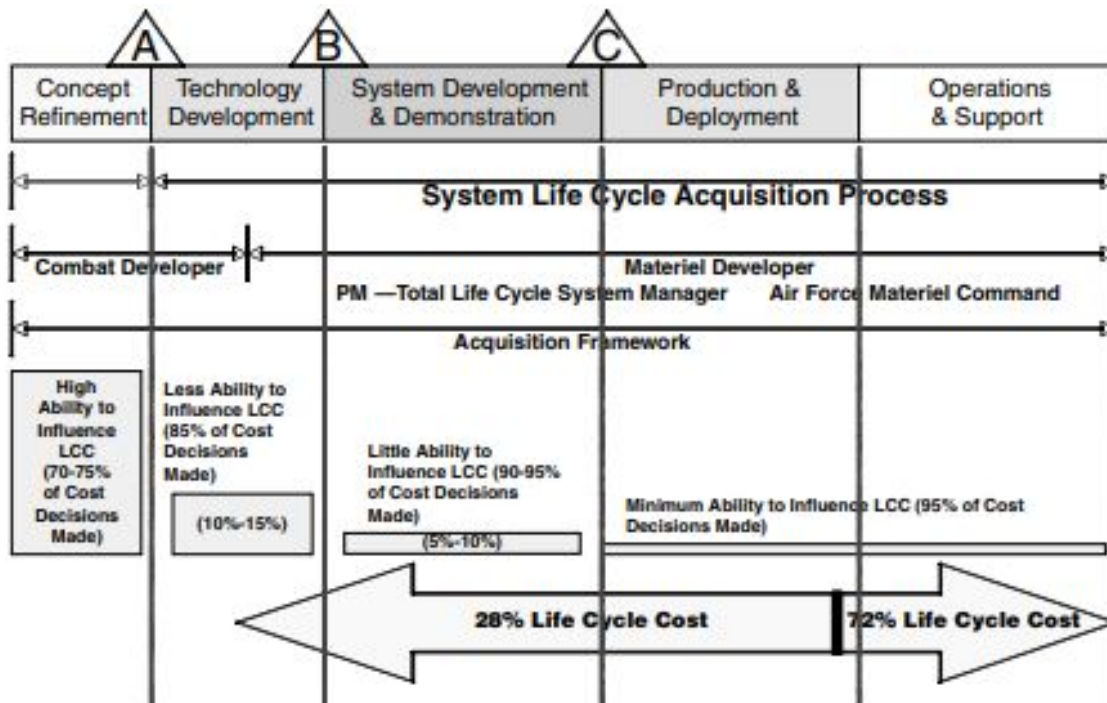 A
B
C
Concept
Refinement
Technology
Development
System Development
& Demonstration
Production &
Deployment
Operations
& Support
System Life Cycle Acquisition Process
Combat Developer
Materiel Developer
PM —Total Life Cycle System Manager
Air Force Materiel Command
Acquisition Framework
High
Ability to
Influence
LCC
(70-75%
of Cost
Decisions
Made)
Less Ability to
Influence LCC
(85% of Cost
Decisions
Made)
(10%-15%)
Little Ability to
Influence LCC (90-95%
of Cost Decisions
Made)
(5%-10%)
Minimum Ability to Influence LCC (95% of Cost
Decisions Made)
28% Life Cycle Cost
72% Life Cycle Cost